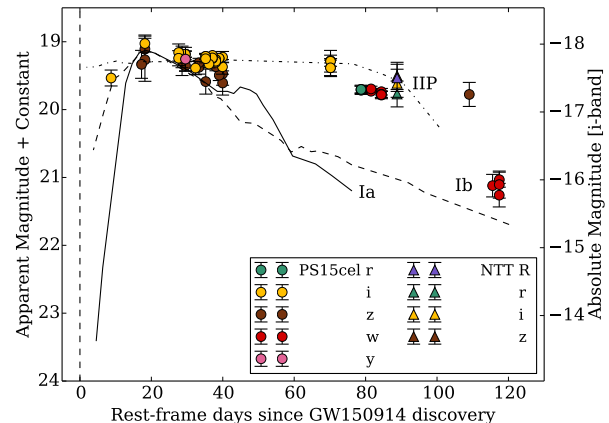 19
20
21
22
23
24
Apparent Magnitude + Constant
−18
−17
−16
−15
−14
Absolute Magnitude [i-band]
IIP
Ia
Ib
PS15cel r
i
z
w
y
NTT R
r
i
z
0
20
40
60
80
100
120
Rest-frame days since GW150914 discovery